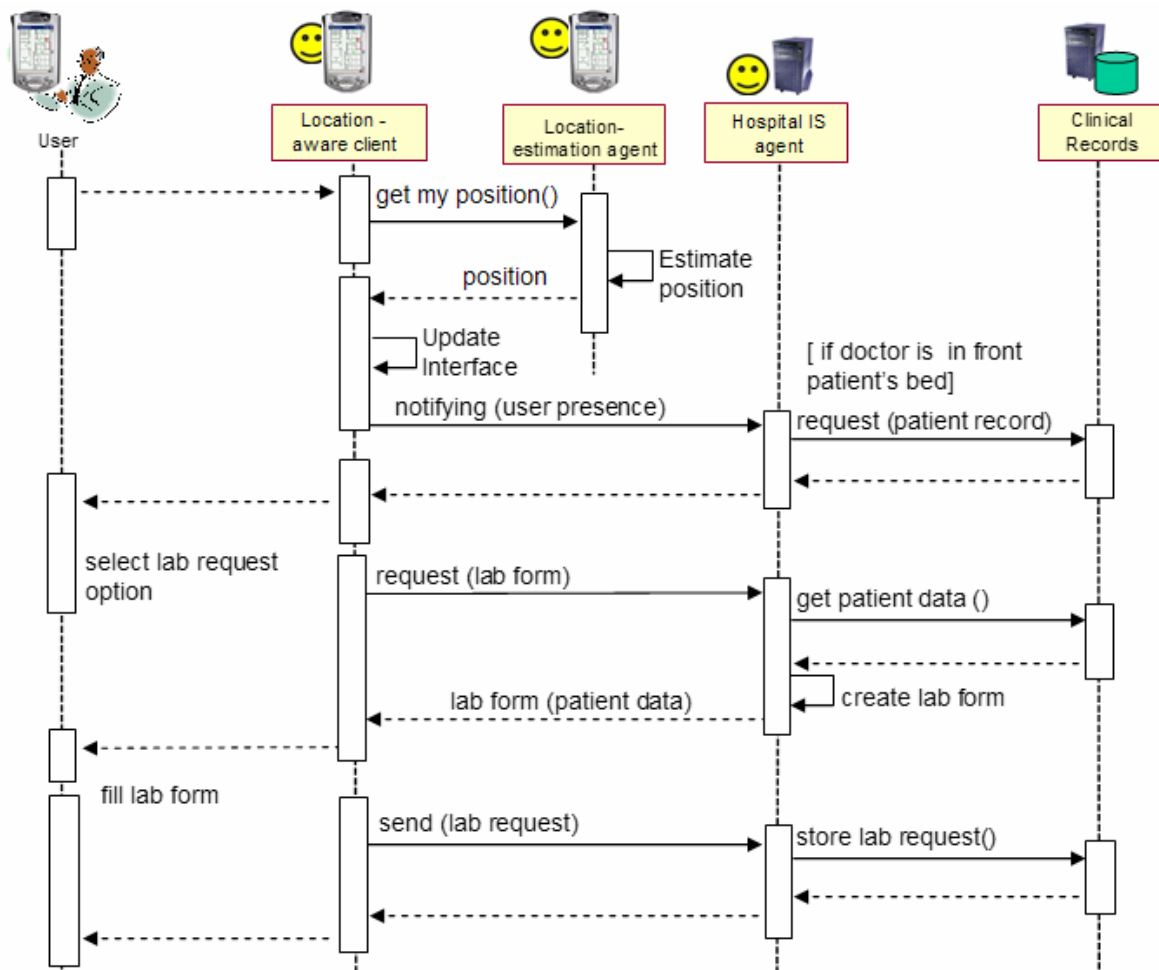 User
Location -
aware client
Location-
estimation agent
Hospital IS
agent
Clinical
Records
get my position()
Estimate
position
position
Update
Interface
[ if doctor is in front
patient's bed]
notifying (user presence)
request (patient record)
select lab request
option
request (lab form)
get patient data ()
lab form (patient data)
create lab form
fill lab form
send (lab request)
store lab request()